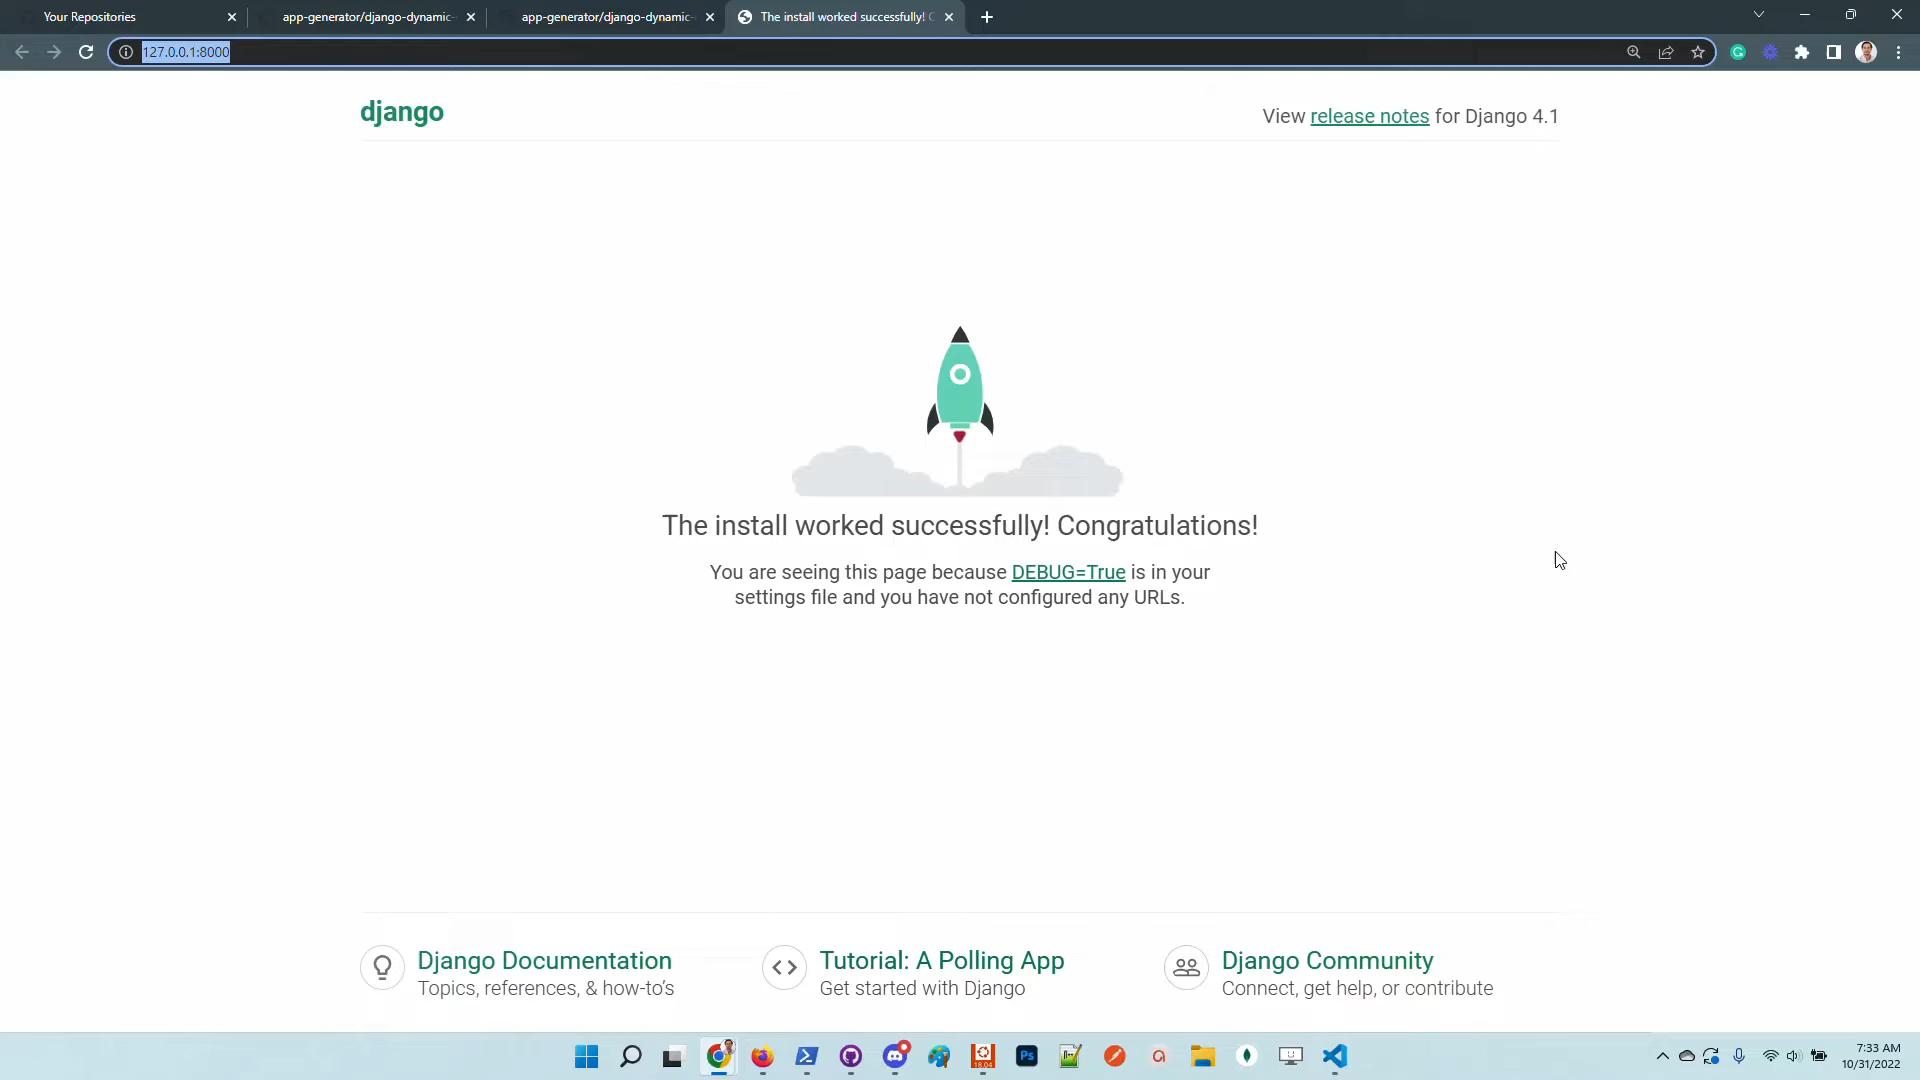 Your Repositories
app-generator/django-dynamic-
app-generator/django-dynamic-
The install worked successfully! C
127.0.0.1:8000
django
View release notes for Django 4.1
The install worked successfully! Congratulations!
You are seeing this page because DEBUG=True is in your
settings file and you have not configured any URLs.
Django Documentation
Topics, references, & how-to’s
Tutorial: A Polling App
Get started with Django
Django Community
Connect, get help, or contribute
18.04
Ps
7:33 AM
10/31/2022